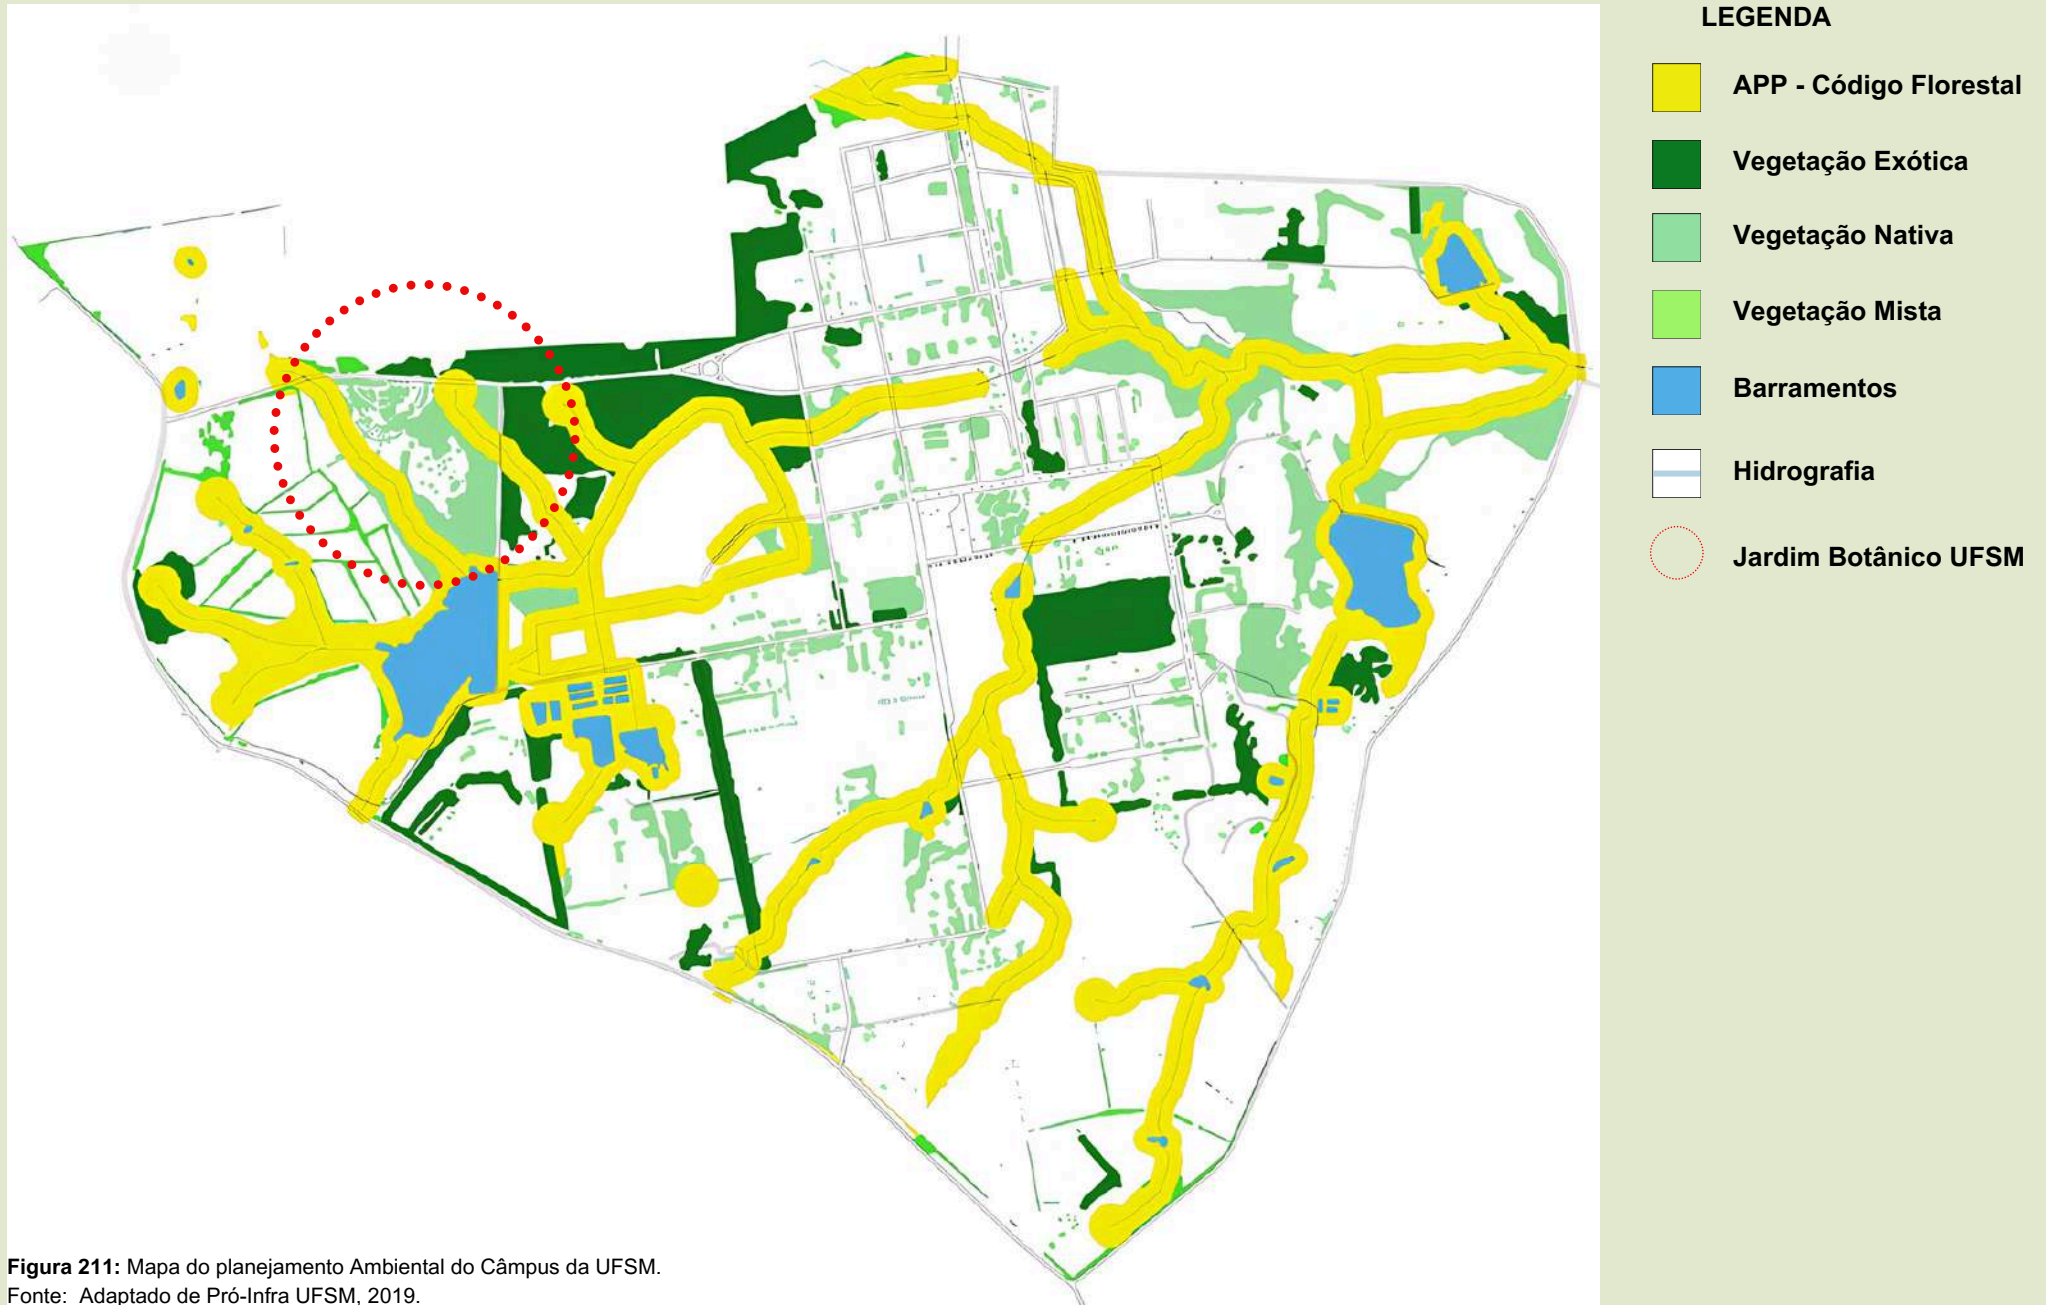 LEGENDA
APP - Código Florestal
Vegetação Exótica
Vegetação Nativa
Vegetação Mista
Barramentos
Hidrografia
Jardim Botânico UFSM
Figura 211: Mapa do planejamento Ambiental do Câmpus da UFSM.
Fonte: Adaptado de Pró-Infra UFSM, 2019.